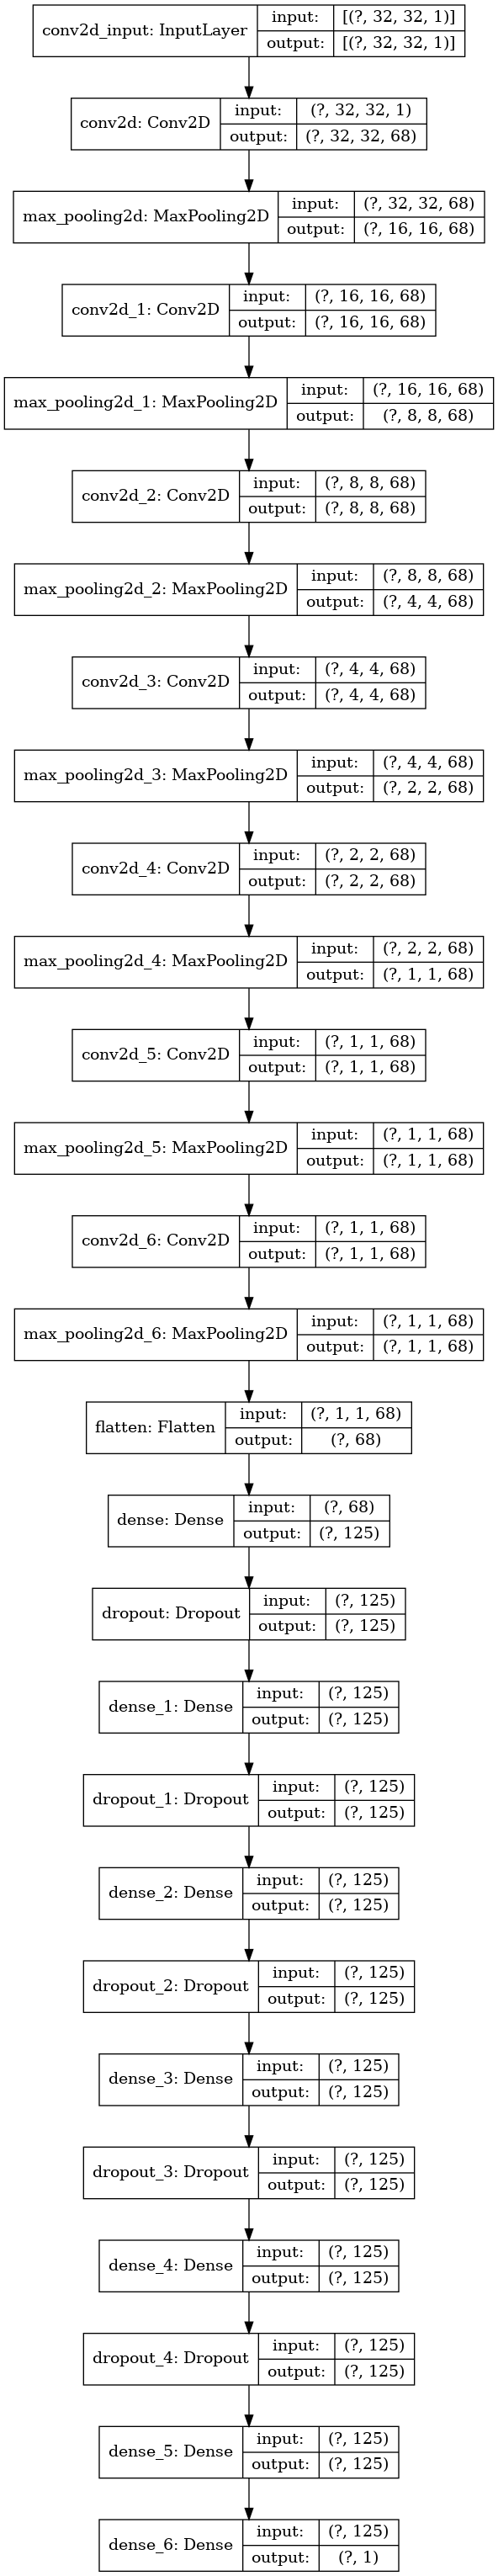 conv2d_input: InputLayer input: [(?, 32, 32, 1)]
output: [(?, 32, 32, 1)]
conv2d: Conv2D input: (?, 32, 32, 1)
output: (?, 32, 32, 68)
max_pooling2d: MaxPooling2D input: (?, 32, 32, 68)
output: (?, 16, 16, 68)
conv2d_1: Conv2D input: (?, 16, 16, 68)
output: (?, 16, 16, 68)
max_pooling2d_1: MaxPooling2D input: (?, 16, 16, 68)
output: (?, 8, 8, 68)
conv2d_2: Conv2D input: (?, 8, 8, 68)
output: (?, 8, 8, 68)
max_pooling2d_2: MaxPooling2D input: (?, 8, 8, 68)
output: (?, 4, 4, 68)
conv2d_3: Conv2D input: (?, 4, 4, 68)
output: (?, 4, 4, 68)
max_pooling2d_3: MaxPooling2D input: (?, 4, 4, 68)
output: (?, 2, 2, 68)
conv2d_4: Conv2D input: (?, 2, 2, 68)
output: (?, 2, 2, 68)
max_pooling2d_4: MaxPooling2D input: (?, 2, 2, 68)
output: (?, 1, 1, 68)
conv2d_5: Conv2D input: (?, 1, 1, 68)
output: (?, 1, 1, 68)
max_pooling2d_5: MaxPooling2D input: (?, 1, 1, 68)
output: (?, 1, 1, 68)
conv2d_6: Conv2D input: (?, 1, 1, 68)
output: (?, 1, 1, 68)
max_pooling2d_6: MaxPooling2D input: (?, 1, 1, 68)
output: (?, 1, 1, 68)
flatten: Flatten input: (?, 1, 1, 68)
output: (?, 68)
dense: Dense input: (?, 68)
output: (?, 125)
dropout: Dropout input: (?, 125)
output: (?, 125)
dense_1: Dense input: (?, 125)
output: (?, 125)
dropout_1: Dropout input: (?, 125)
output: (?, 125)
dense_2: Dense input: (?, 125)
output: (?, 125)
dropout_2: Dropout input: (?, 125)
output: (?, 125)
dense_3: Dense input: (?, 125)
output: (?, 125)
dropout_3: Dropout input: (?, 125)
output: (?, 125)
dense_4: Dense input: (?, 125)
output: (?, 125)
dropout_4: Dropout input: (?, 125)
output: (?, 125)
dense_5: Dense input: (?, 125)
output: (?, 125)
dense_6: Dense input: (?, 125)
output: (?, 1)